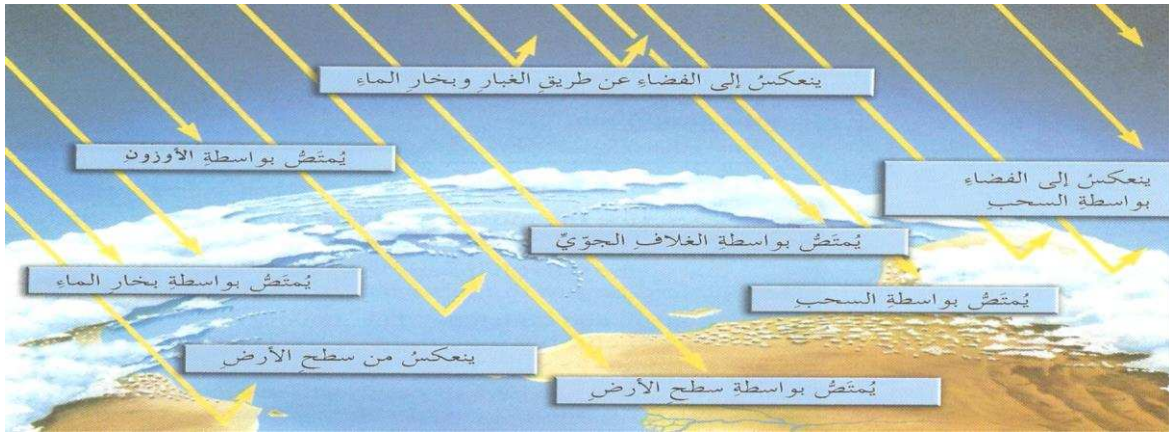 ينعكسُ إلى الفضاءِ عن طريقِ الغبارِ وبخارِ الماءِ
يُمتَصُّ بواسطةِ الأوزون
ينعكسُ إلى الفضاءِ
بواسطةِ السحبِ
يُمتَصُّ بواسطةِ الغلافِ الجوّيِّ
يُمتَصُّ بواسطةِ بخارِ الماءِ
يُمتَصُّ بواسطةِ السحبِ
ينعكسُ من سطحِ الأرضِ
يُمتَصُّ بواسطةِ سطحِ الأرضِ